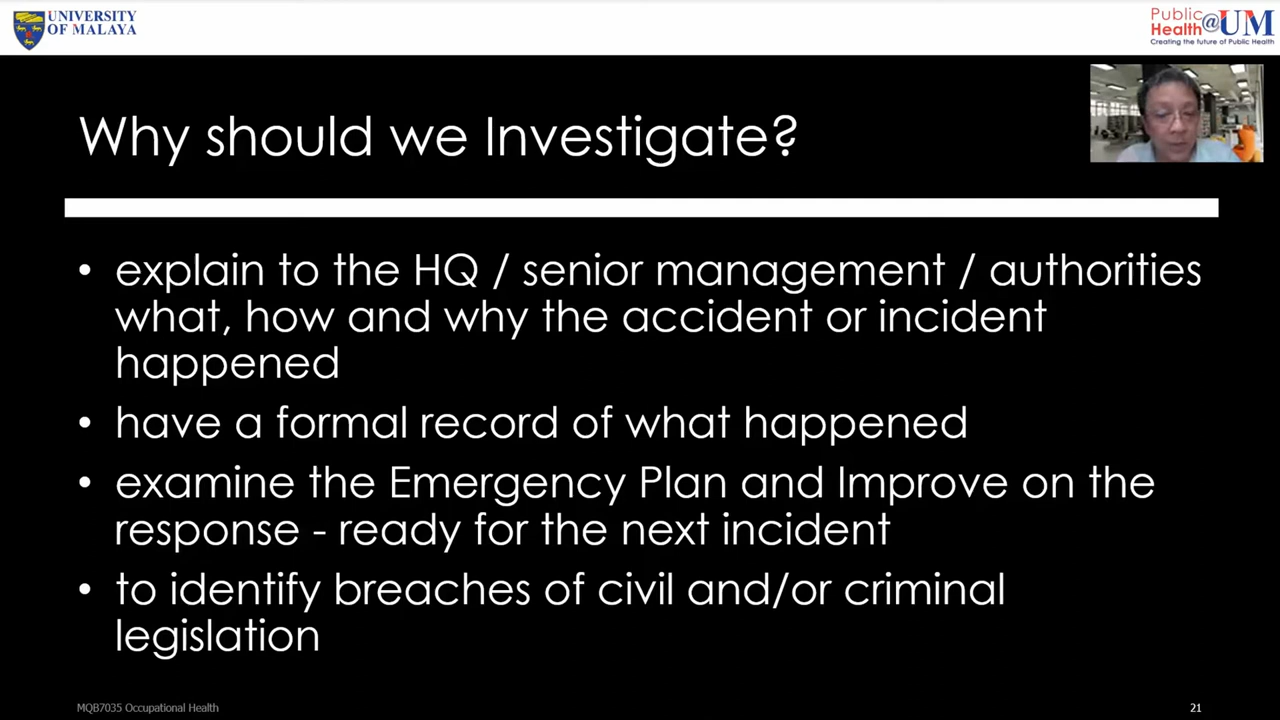 UNIVERSITY
OF MALAYA
Public
Health@UM
Creating the future of Public Health
Why should we Investigate?
• explain to the HQ / senior management / authorities
what, how and why the accident or incident
happened
• have a formal record of what happened
• examine the Emergency Plan and Improve on the
response - ready for the next incident
• to identify breaches of civil and/or criminal
legislation
MQB7035 Occupational Health
21